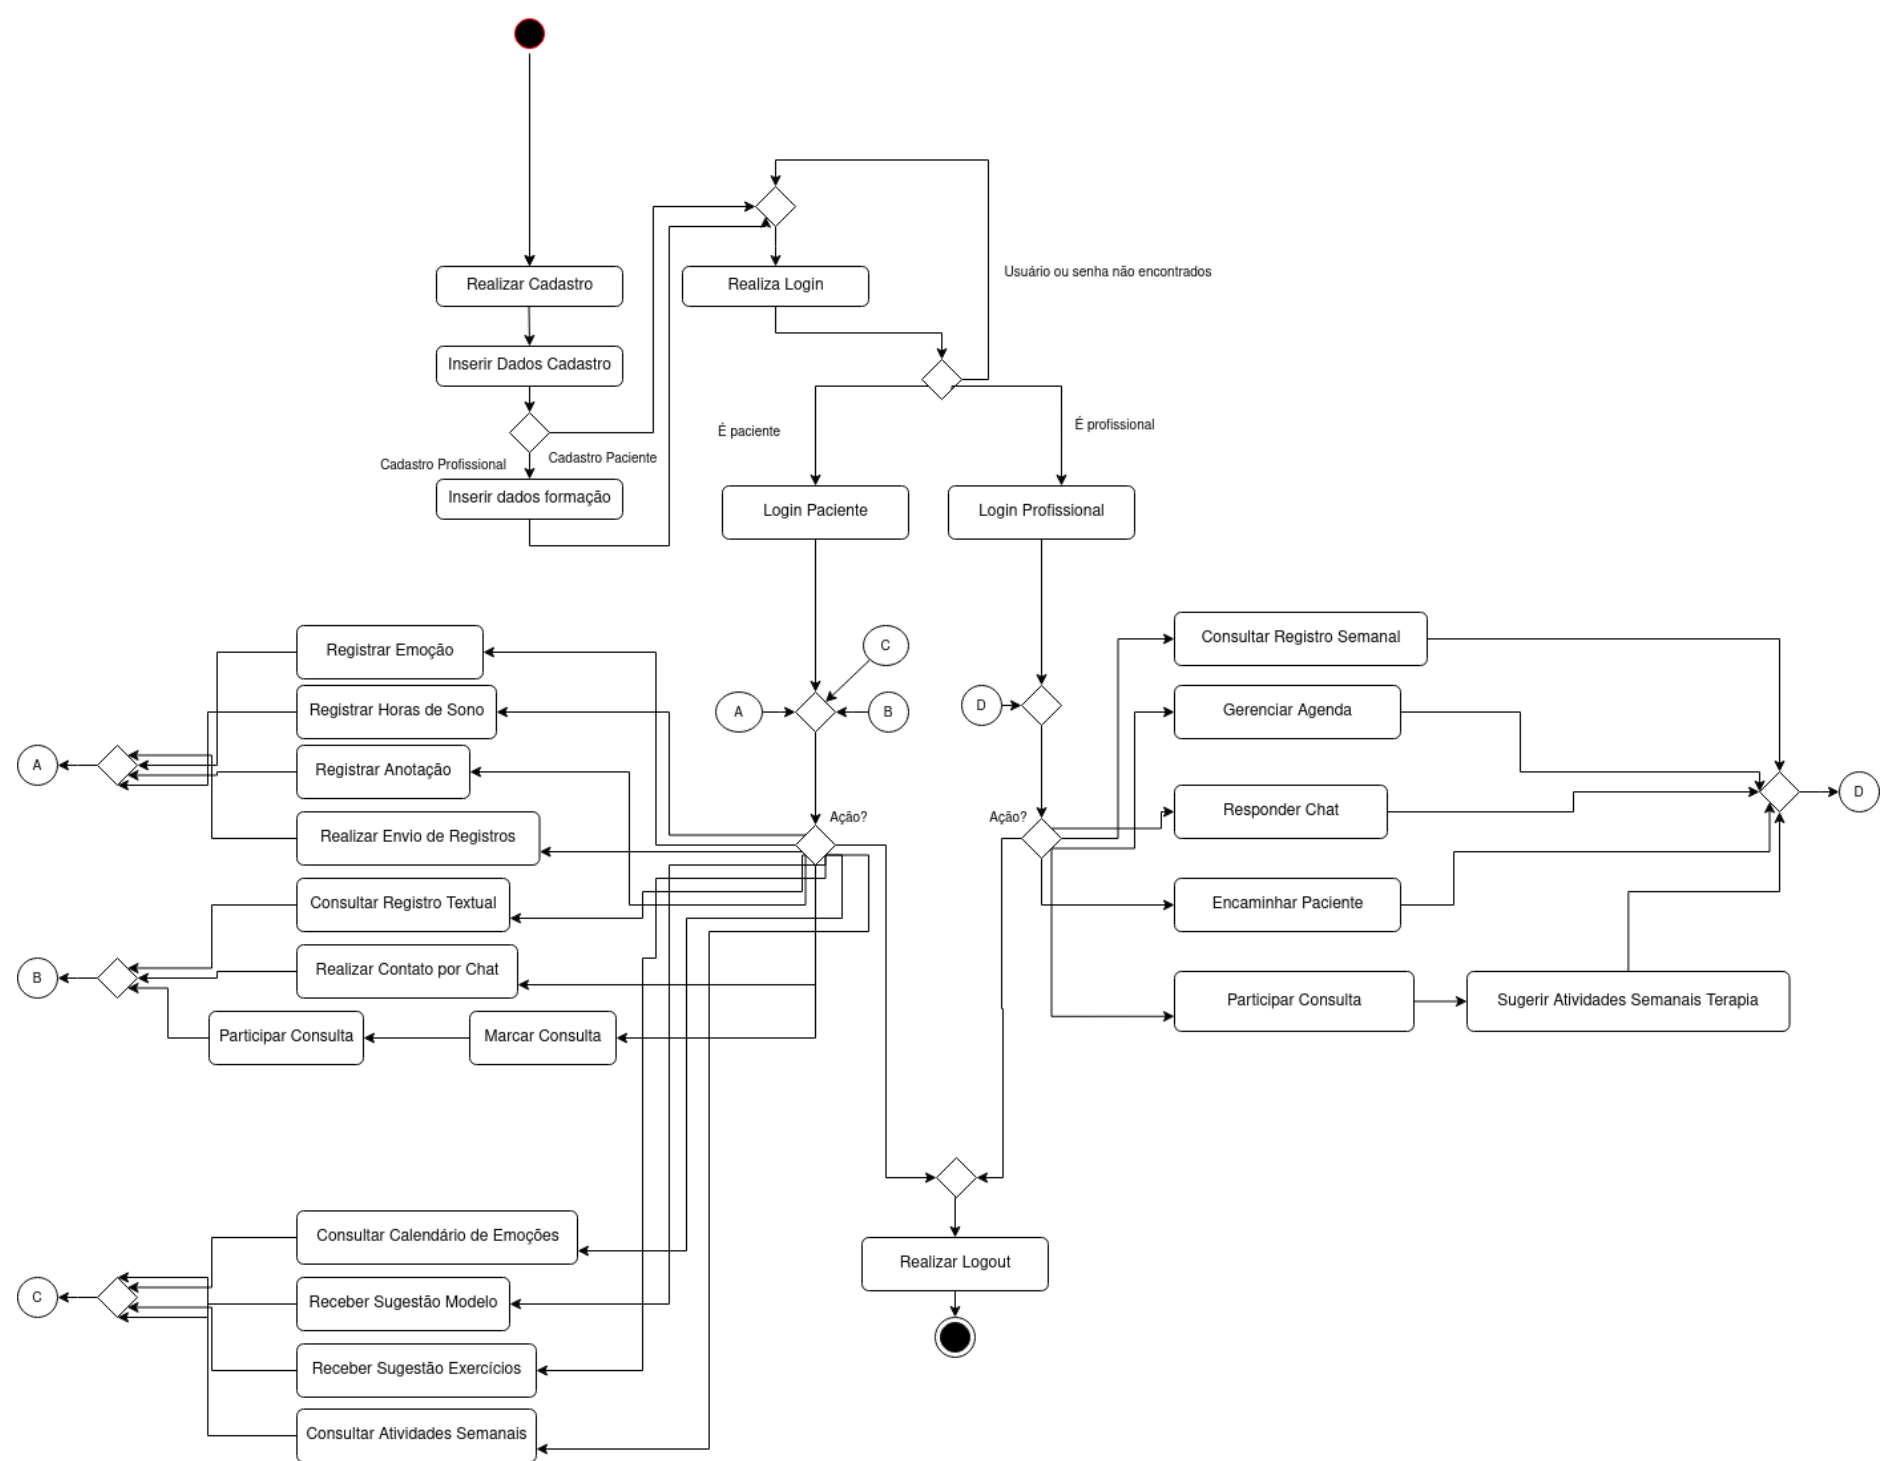 Usuário ou senha não encontrados
Realizar Cadastro
Realiza Login
Inserir Dados Cadastro
É paciente
É profissional
Cadastro Profissional
Cadastro Paciente
Inserir dados formação
Login Paciente
Login Profissional
C
A
B
D
Registrar Emoção
Registrar Horas de Sono
Registrar Anotação
Realizar Envio de Registros
A
Ação?
Ação?
Consultar Registro Semanal
Gerenciar Agenda
Responder Chat
Encaminhar Paciente
Participar Consulta
Sugerir Atividades Semanais Terapia
D
Consultar Registro Textual
Realizar Contato por Chat
B
Participar Consulta
Marcar Consulta
Consultar Calendário de Emoções
Receber Sugestão Modelo
C
Receber Sugestão Exercícios
Consultar Atividades Semanais
Realizar Logout